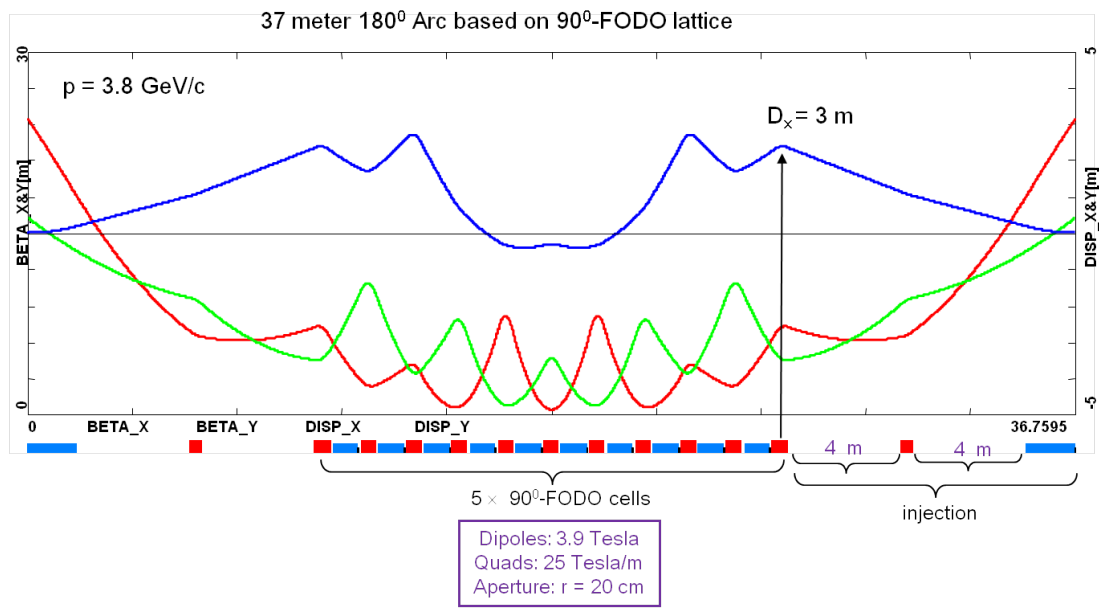 37 meter 180⁰ Arc based on 90⁰-FODO lattice
30
5
p = 3.8 GeV/c
Dₓ= 3 m
BETA_X&Y[m]
DISP_X&Y[m]
0
-5
0 BETA_X BETA_Y DISP_X DISP_Y 36.7595
4 m 4 m
5 × 90⁰-FODO cells
injection
Dipoles: 3.9 Tesla
Quads: 25 Tesla/m
Aperture: r = 20 cm